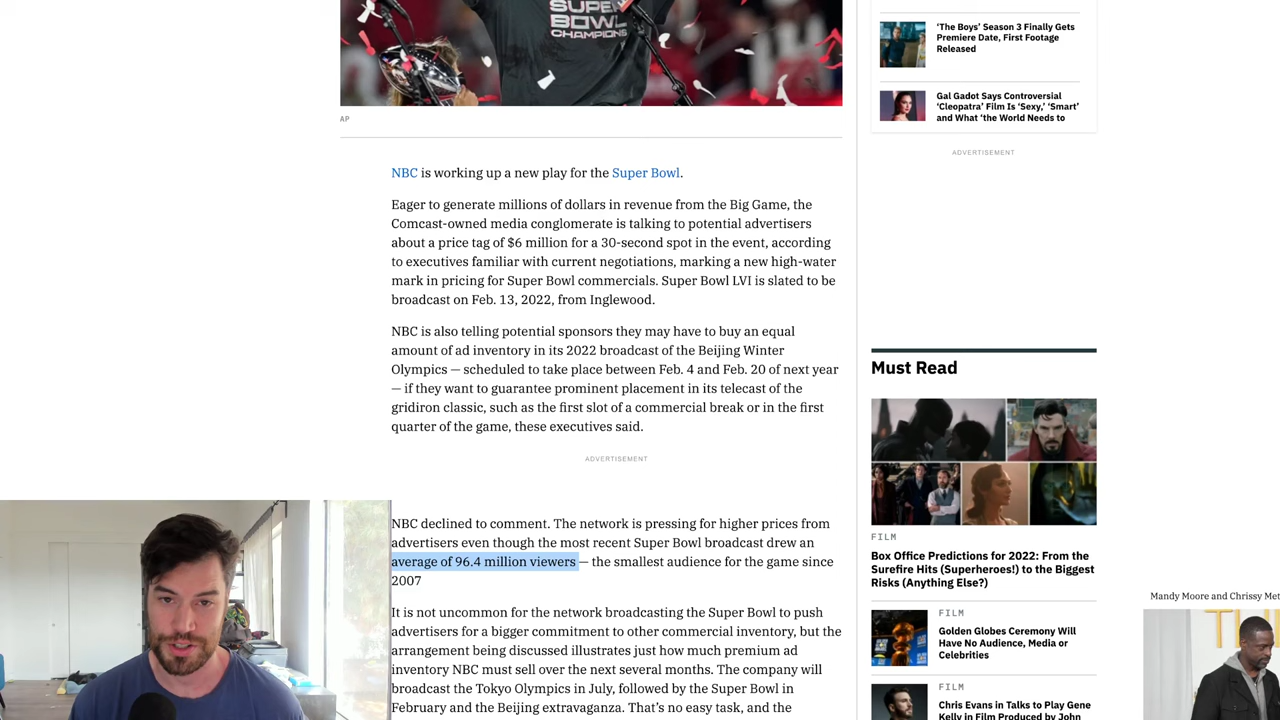 SUPER
BOWL
CHAMPIONS
AP
NBC is working up a new play for the Super Bowl.
Eager to generate millions of dollars in revenue from the Big Game, the
Comcast-owned media conglomerate is talking to potential advertisers
about a price tag of $6 million for a 30-second spot in the event, according
to executives familiar with current negotiations, marking a new high-water
mark in pricing for Super Bowl commercials. Super Bowl LVI is slated to be
broadcast on Feb. 13, 2022, from Inglewood.
NBC is also telling potential sponsors they may have to buy an equal
amount of ad inventory in its 2022 broadcast of the Beijing Winter
Olympics — scheduled to take place between Feb. 4 and Feb. 20 of next year
— if they want to guarantee prominent placement in its telecast of the
gridiron classic, such as the first slot of a commercial break or in the first
quarter of the game, these executives said.
ADVERTISEMENT
NBC declined to comment. The network is pressing for higher prices from
advertisers even though the most recent Super Bowl broadcast drew an
average of 96.4 million viewers — the smallest audience for the game since
2007
It is not uncommon for the network broadcasting the Super Bowl to push
advertisers for a bigger commitment to other commercial inventory, but the
arrangement being discussed illustrates just how much premium ad
inventory NBC must sell over the next several months. The company will
broadcast the Tokyo Olympics in July, followed by the Super Bowl in
February and the Beijing extravaganza. That's no easy task, and the
‘The Boys’ Season 3 Finally Gets
Premiere Date, First Footage
Released
Gal Gadot Says Controversial
‘Cleopatra’ Film Is ‘Sexy,’ ‘Smart’
and What ‘the World Needs to
ADVERTISEMENT
Must Read
FILM
Box Office Predictions for 2022: From the
Surefire Hits (Superheroes!) to the Biggest
Risks (Anything Else?)
FILM
Golden Globes Ceremony Will
Have No Audience, Media or
Celebrities
FILM
Chris Evans in Talks to Play Gene
Kelly in Film Produced by John
Mandy Moore and Chrissy Met